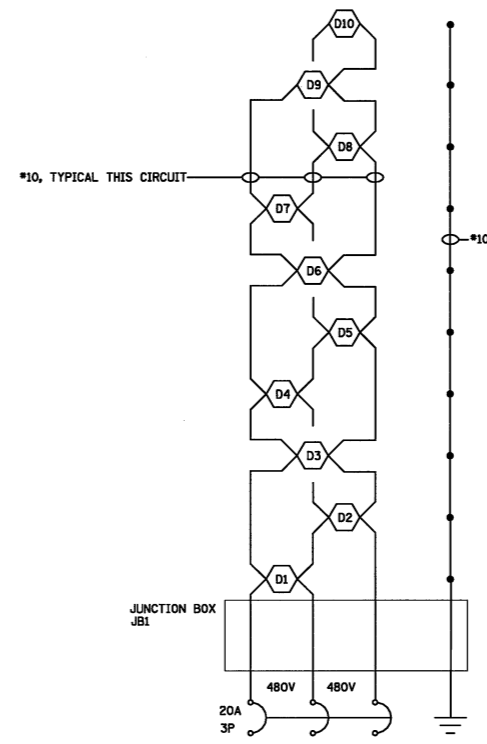 D10
D9
D8
*10, TYPICAL THIS CIRCUIT
D7
*10
D6
D5
D4
D3
D2
D1
JUNCTION BOX
JB1
480V 480V
20A
3P